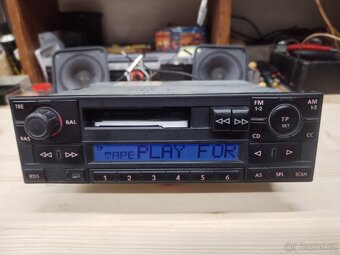 TRE
BAL
BAS
FM
1·2
AM
1·2
TP
SET
CD
CC
TP
TAPE PLAY FOR
RDS
1 2 3 4 5 6
AS SFL SCAN